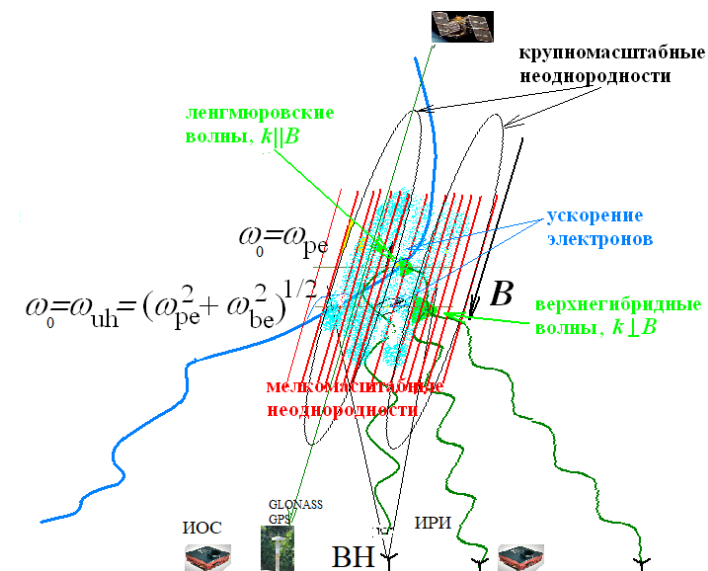 крупномасштабные
неоднородности
ленгмюровские
волны, k||B
ускорение
электронов
ω₀=ωpe
B
ω₀=ωuh=(ωpe²+ωbe²)^1/2
верхнегибридные
волны, k⊥B
мелкомасштабные
неоднородности
GLONASS
GPS
ИОС
ВН
ИРИ